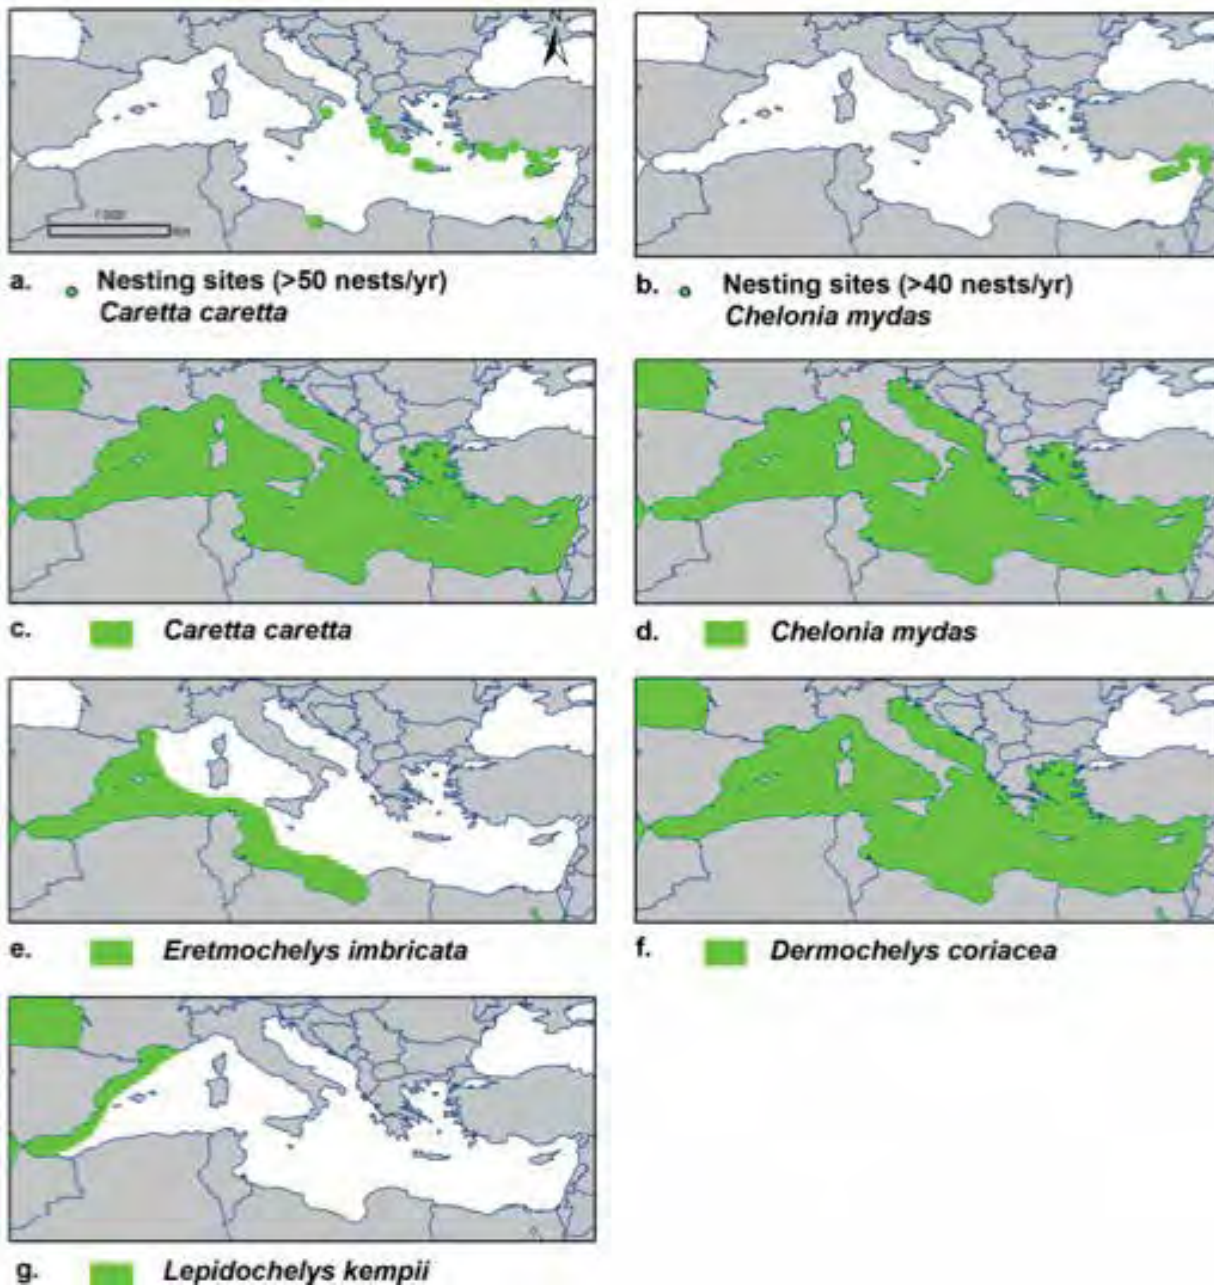 N
a. Nesting sites (>50 nests/yr)
Caretta caretta
b. Nesting sites (>40 nests/yr)
Chelonia mydas
c. Caretta caretta
d. Chelonia mydas
e. Eretmochelys imbricata
f. Dermochelys coriacea
g. Lepidochelys kempii